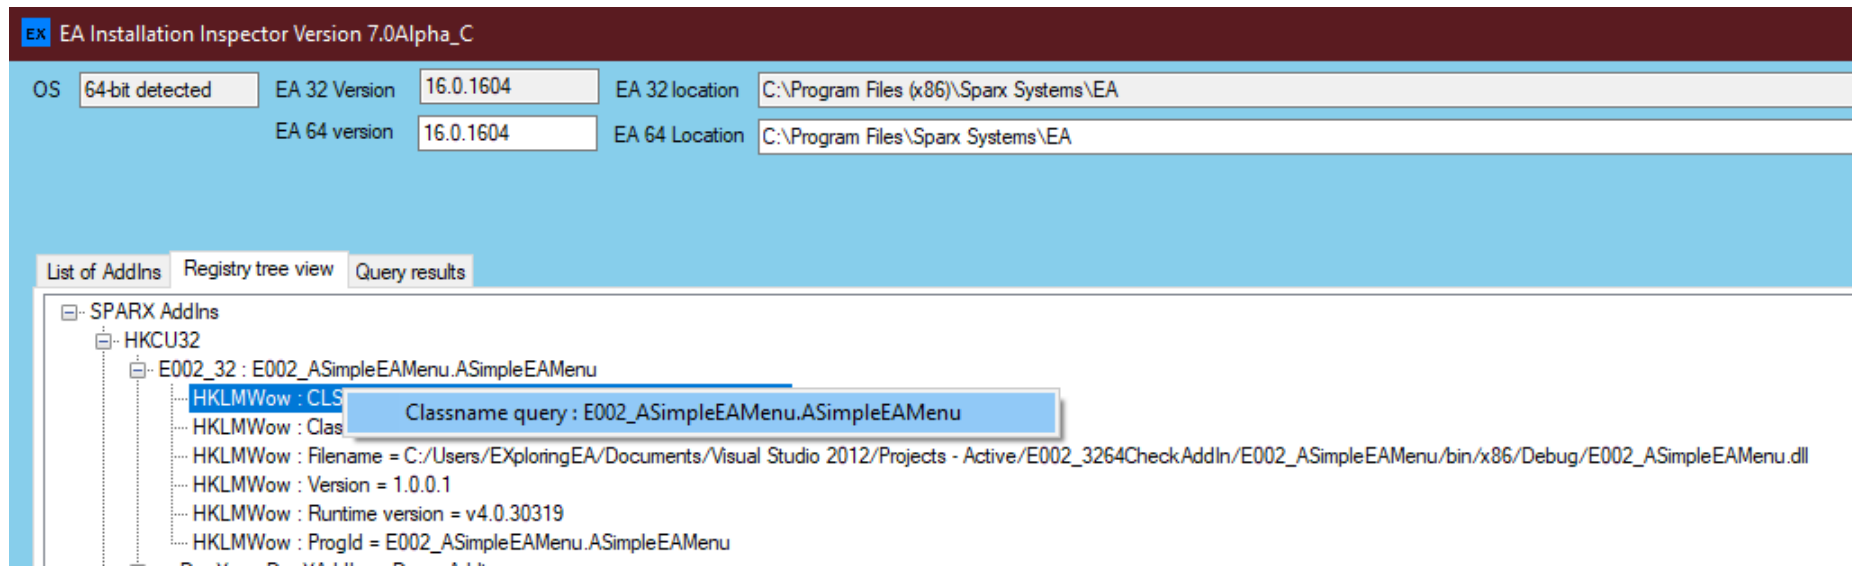 EX EA Installation Inspector Version 7.0Alpha_C
OS 64-bit detected EA 32 Version 16.0.1604 EA 32 location C:\Program Files (x86)\Sparx Systems\EA
EA 64 version 16.0.1604 EA 64 Location C:\Program Files\Sparx Systems\EA
List of AddIns Registry tree view Query results
SPARX AddIns
HKCU32
E002_32 : E002_ASimpleEAMenu.ASimpleEAMenu
HKLMWow : CLS
Classname query : E002_ASimpleEAMenu.ASimpleEAMenu
HKLMWow : Clas
HKLMWow : Filename = C:/Users/EXploringEA/Documents/Visual Studio 2012/Projects - Active/E002_3264CheckAddIn/E002_ASimpleEAMenu/bin/x86/Debug/E002_ASimpleEAMenu.dll
HKLMWow : Version = 1.0.0.1
HKLMWow : Runtime version = v4.0.30319
HKLMWow : ProgId = E002_ASimpleEAMenu.ASimpleEAMenu